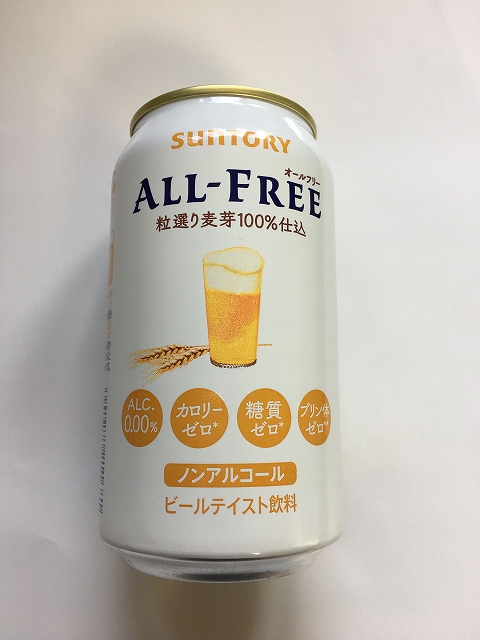 SUNTORY
オールフリー
ALL-FREE
粒選り麦芽100%仕込
ALC.
0.00%
カロリー
ゼロ*
糖質
ゼロ*
プリン体
ゼロ**
ノンアルコール
ビールテイスト飲料